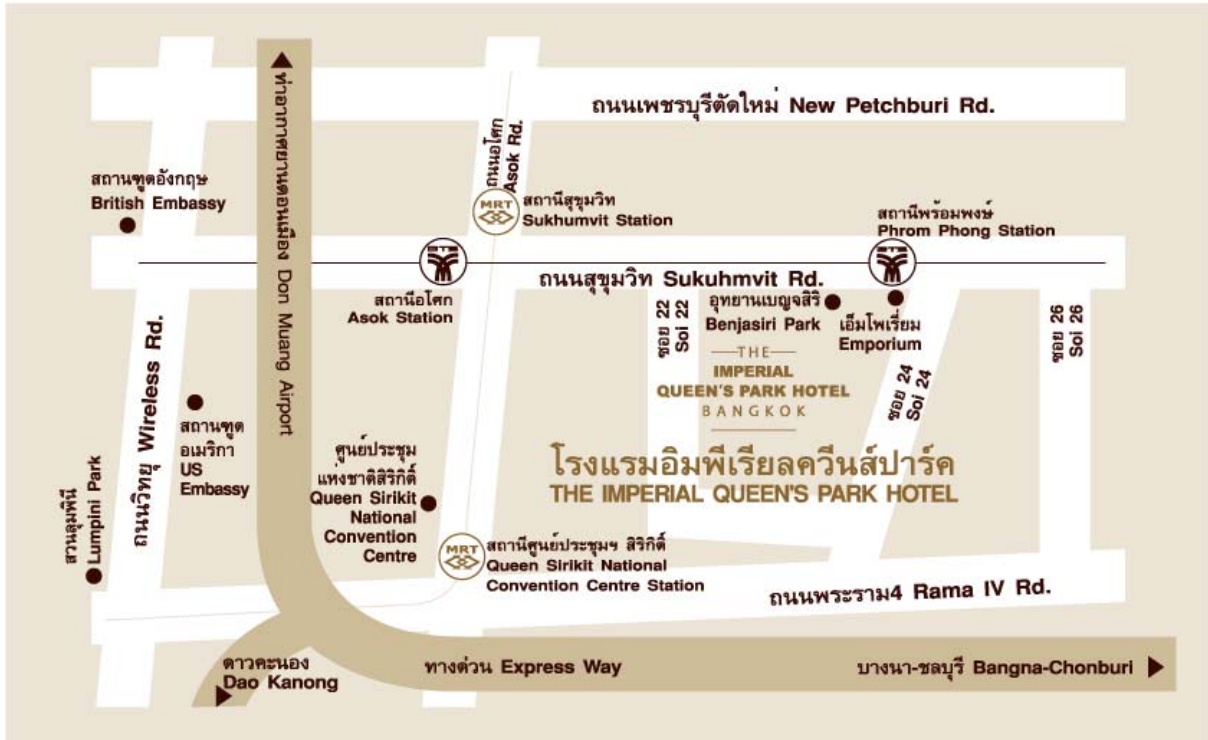 ถนนเพชรบุรีตัดใหม่ New Petchburi Rd.
ท่าอากาศยานดอนเมือง Don Muang Airport
ถนนอโศก
Asok Rd.
สถานฑูตอังกฤษ
British Embassy
MRT
สถานีสุขุมวิท
Sukhumvit Station
สถานีพร้อมพงษ์
Phrom Phong Station
BTS
BTS
ถนนสุขุมวิท Sukuhmvit Rd.
สถานีอโศก
Asok Station
ซอย 22
Soi 22
อุทยานเบญจสิริ
Benjasiri Park
เอ็มโพเรี่ยม
Emporium
ซอย 24
Soi 24
ซอย 26
Soi 26
THE
IMPERIAL
QUEEN'S PARK HOTEL
BANGKOK
ถนนวิทยุ Wireless Rd.
สถานฑูต
อเมริกา
US
Embassy
สวนลุมพินี
Lumpini Park
ศูนย์ประชุม
แห่งชาติสิริกิติ์
Queen Sirikit
National
Convention
Centre
โรงแรมอิมพีเรียลควีนส์ปาร์ค
THE IMPERIAL QUEEN'S PARK HOTEL
MRT
สถานีศูนย์ประชุมฯ สิริกิติ์
Queen Sirikit National
Convention Centre Station
ถนนพระราม4 Rama IV Rd.
ดาวคะนอง
Dao Kanong
ทางด่วน Express Way
บางนา-ชลบุรี Bangna-Chonburi